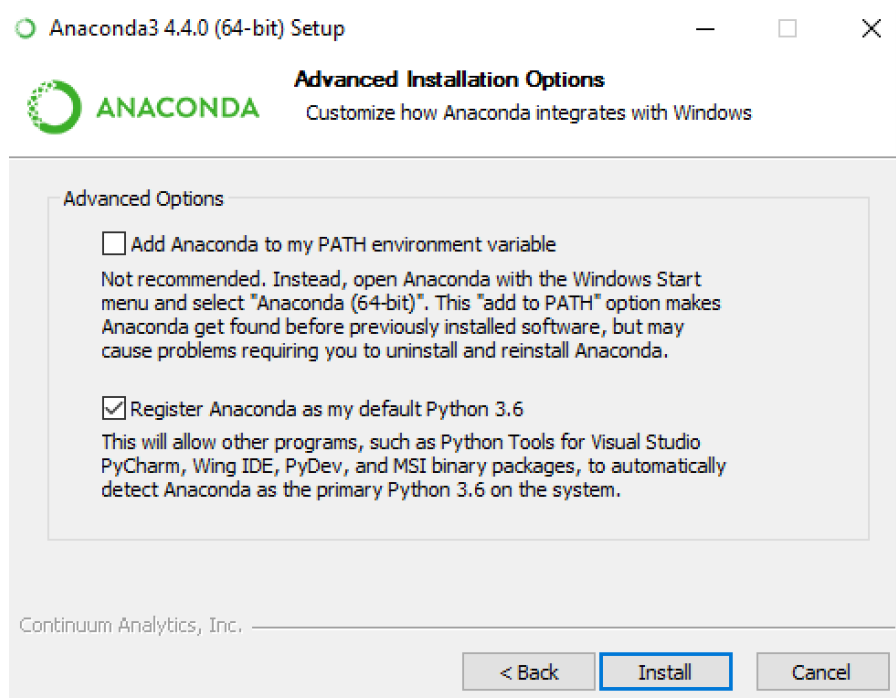 Anaconda3 4.4.0 (64-bit) Setup
Advanced Installation Options
ANACONDA
Customize how Anaconda integrates with Windows
Advanced Options
Add Anaconda to my PATH environment variable
Not recommended. Instead, open Anaconda with the Windows Start
menu and select "Anaconda (64-bit)". This "add to PATH" option makes
Anaconda get found before previously installed software, but may
cause problems requiring you to uninstall and reinstall Anaconda.
Register Anaconda as my default Python 3.6
This will allow other programs, such as Python Tools for Visual Studio
PyCharm, Wing IDE, PyDev, and MSI binary packages, to automatically
detect Anaconda as the primary Python 3.6 on the system.
Continuum Analytics, Inc.
< Back
Install
Cancel